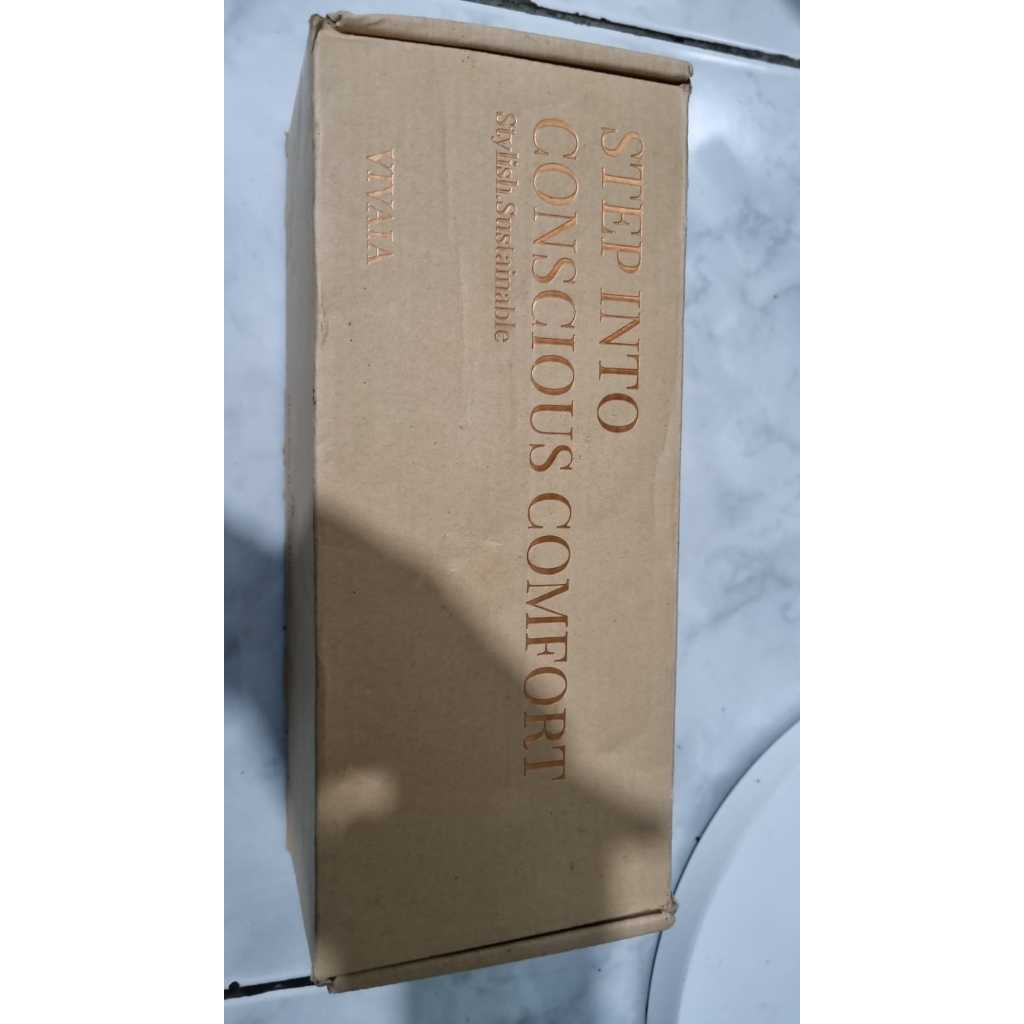 STEP INTO
CONSCIOUS COMFORT
Stylish.Sustainable
VIVAIA